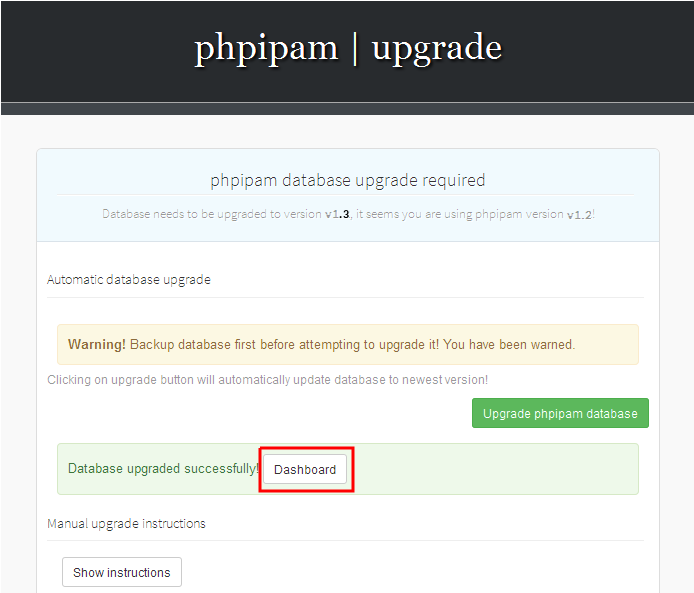 phpipam | upgrade
phpipam database upgrade required
Database needs to be upgraded to version v1.3, it seems you are using phpipam version v1.2!
Automatic database upgrade
Warning! Backup database first before attempting to upgrade it! You have been warned.
Clicking on upgrade button will automatically update database to newest version!
Upgrade phpipam database
Database upgraded successfully! Dashboard
Manual upgrade instructions
Show instructions